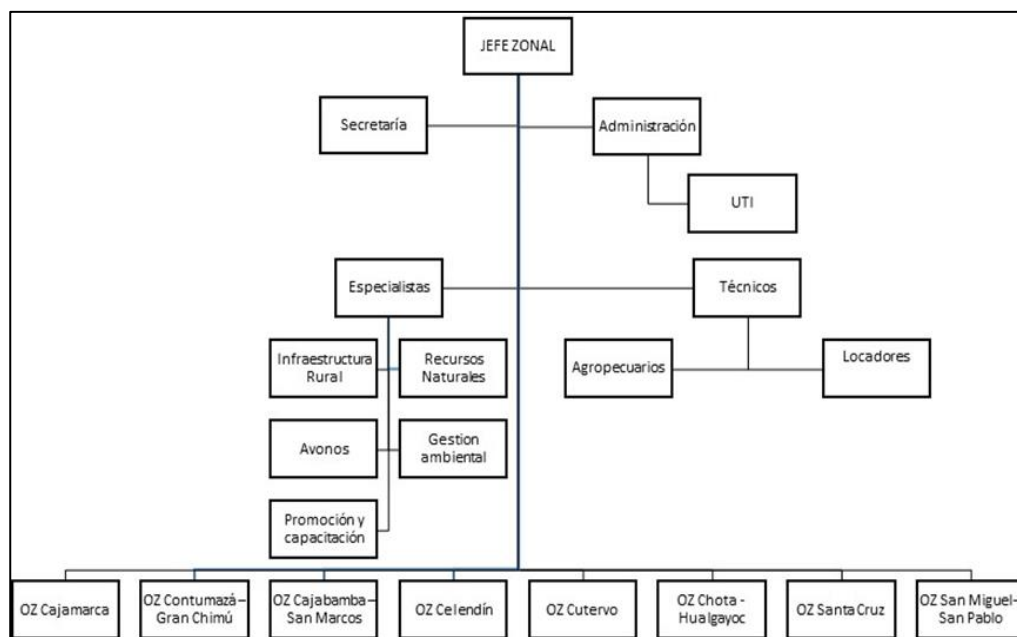 JEFE ZONAL
Secretaría
Administración
UTI
Especialistas
Técnicos
Infraestructura
Rural
Recursos
Naturales
Agropecuarios
Locadores
Avonos
Gestion
ambiental
Promoción y
capacitación
OZ Cajamarca
OZ Contumazá–
Gran Chimú
OZ Cajabamba–
San Marcos
OZ Celendín
OZ Cutervo
OZ Chota -
Hualgayoc
OZ Santa Cruz
OZ San Miguel-
San Pablo